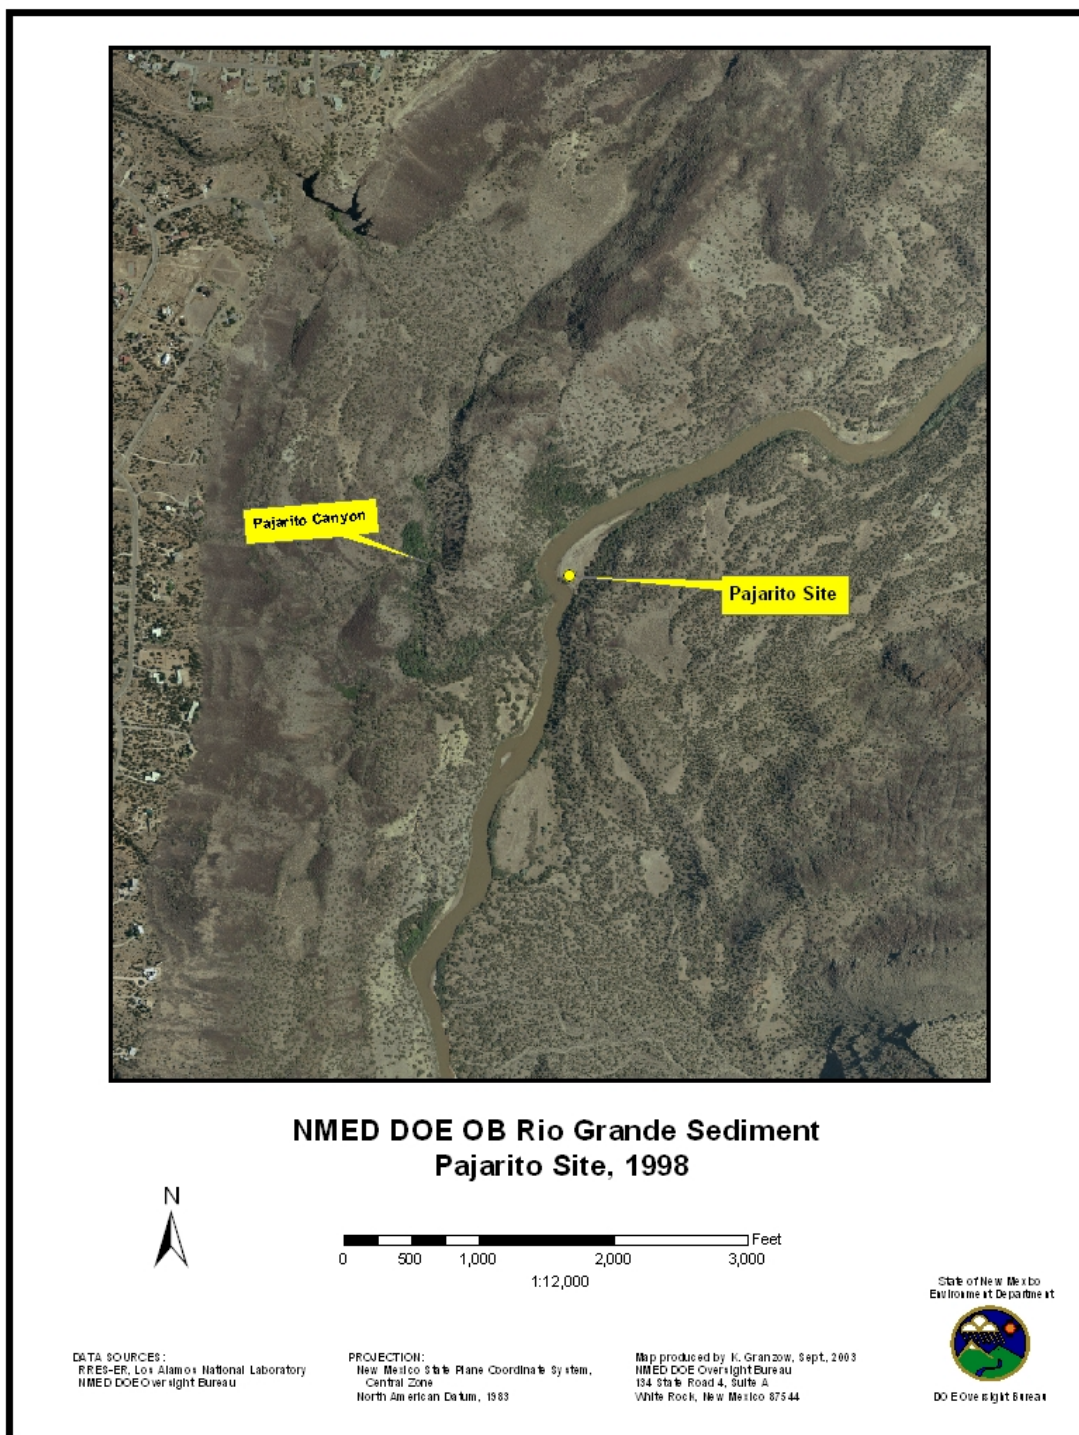 Pajarito Canyon
Pajarito Site
NMED DOE OB Rio Grande Sediment
Pajarito Site, 1998
N
Feet
0 500 1,000 2,000 3,000
1:12,000
State of New Mexico
Environment Department
DOE Oversight Bureau
DATA SOURCES:
RRES-ER, Los Alamos National Laboratory
NMED DOE Oversight Bureau
PROJECTION:
New Mexico State Plane Coordinate System,
Central Zone
North American Datum, 1983
Map produced by K. Granzow, Sept., 2003
NMED DOE Oversight Bureau
134 State Road 4, Suite A
White Rock, New Mexico 87544